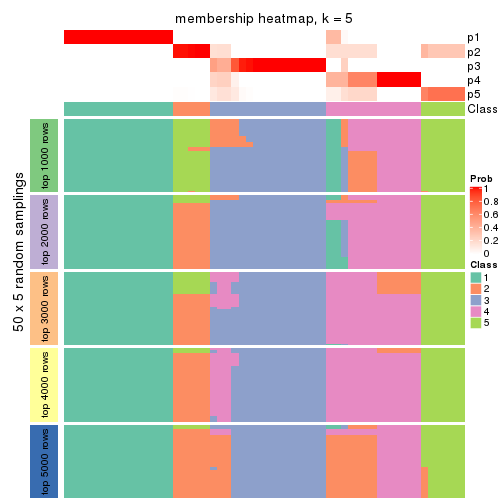 membership heatmap, k = 5
p1
p2
p3
p4
p5
Class
50 x 5 random samplings
top 1000 rows
top 2000 rows
top 3000 rows
top 4000 rows
top 5000 rows
Prob
1
0.8
0.6
0.4
0.2
0
Class
1
2
3
4
5